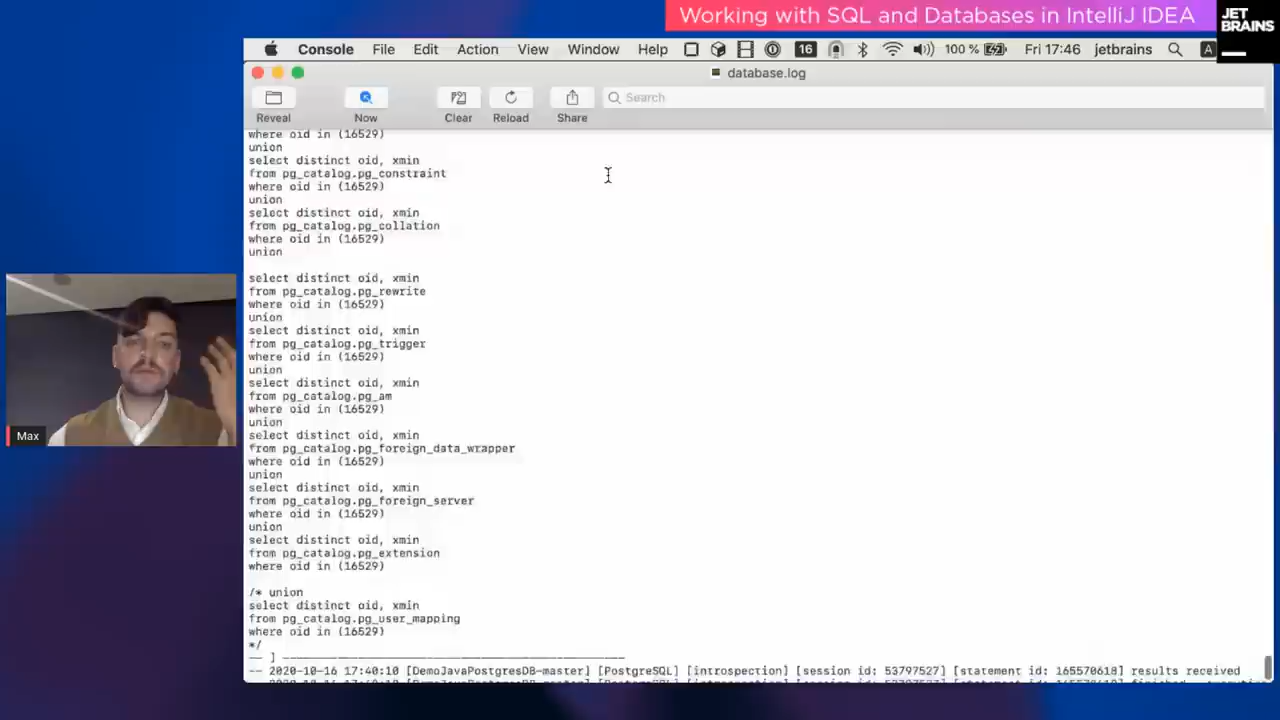 Working with SQL and Databases in IntelliJ IDEA
JET
BRAINS
Console File Edit Action View Window Help 16 100 % Fri 17:46 jetbrains A
database.log
Search
Reveal Now Clear Reload Share
where oid in (16529)
union
select distinct oid, xmin
from pg_catalog.pg_constraint
where oid in (16529)
union
select distinct oid, xmin
from pg_catalog.pg_collation
where oid in (16529)
union
select distinct oid, xmin
from pg_catalog.pg_rewrite
where oid in (16529)
union
select distinct oid, xmin
from pg_catalog.pg_trigger
where oid in (16529)
union
select distinct oid, xmin
from pg_catalog.pg_am
where oid in (16529)
union
select distinct oid, xmin
from pg_catalog.pg_foreign_data_wrapper
where oid in (16529)
union
select distinct oid, xmin
from pg_catalog.pg_foreign_server
where oid in (16529)
union
select distinct oid, xmin
from pg_catalog.pg_extension
where oid in (16529)
/* union
select distinct oid, xmin
from pg_catalog.pg_user_mapping
where oid in (16529)
*/
-- ] --------------------------------------------------
-- 2020-10-16 17:40:10 [DemoJavaPostgresDB-master] [PostgreSQL] [introspection] [session id: 53797527] [statement id: 165570618] results received
Max